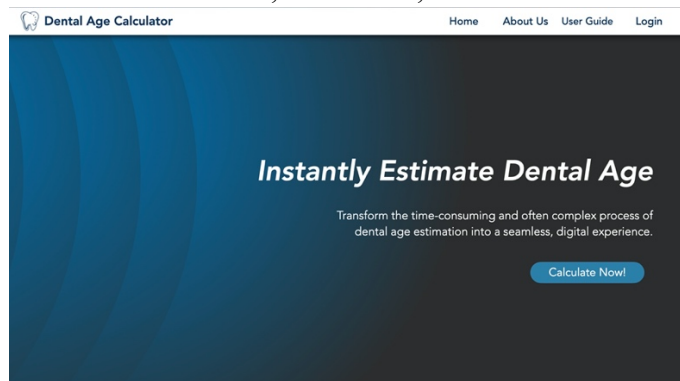 Dental Age Calculator
Home About Us User Guide Login
Instantly Estimate Dental Age
Transform the time-consuming and often complex process of
dental age estimation into a seamless, digital experience.
Calculate Now!